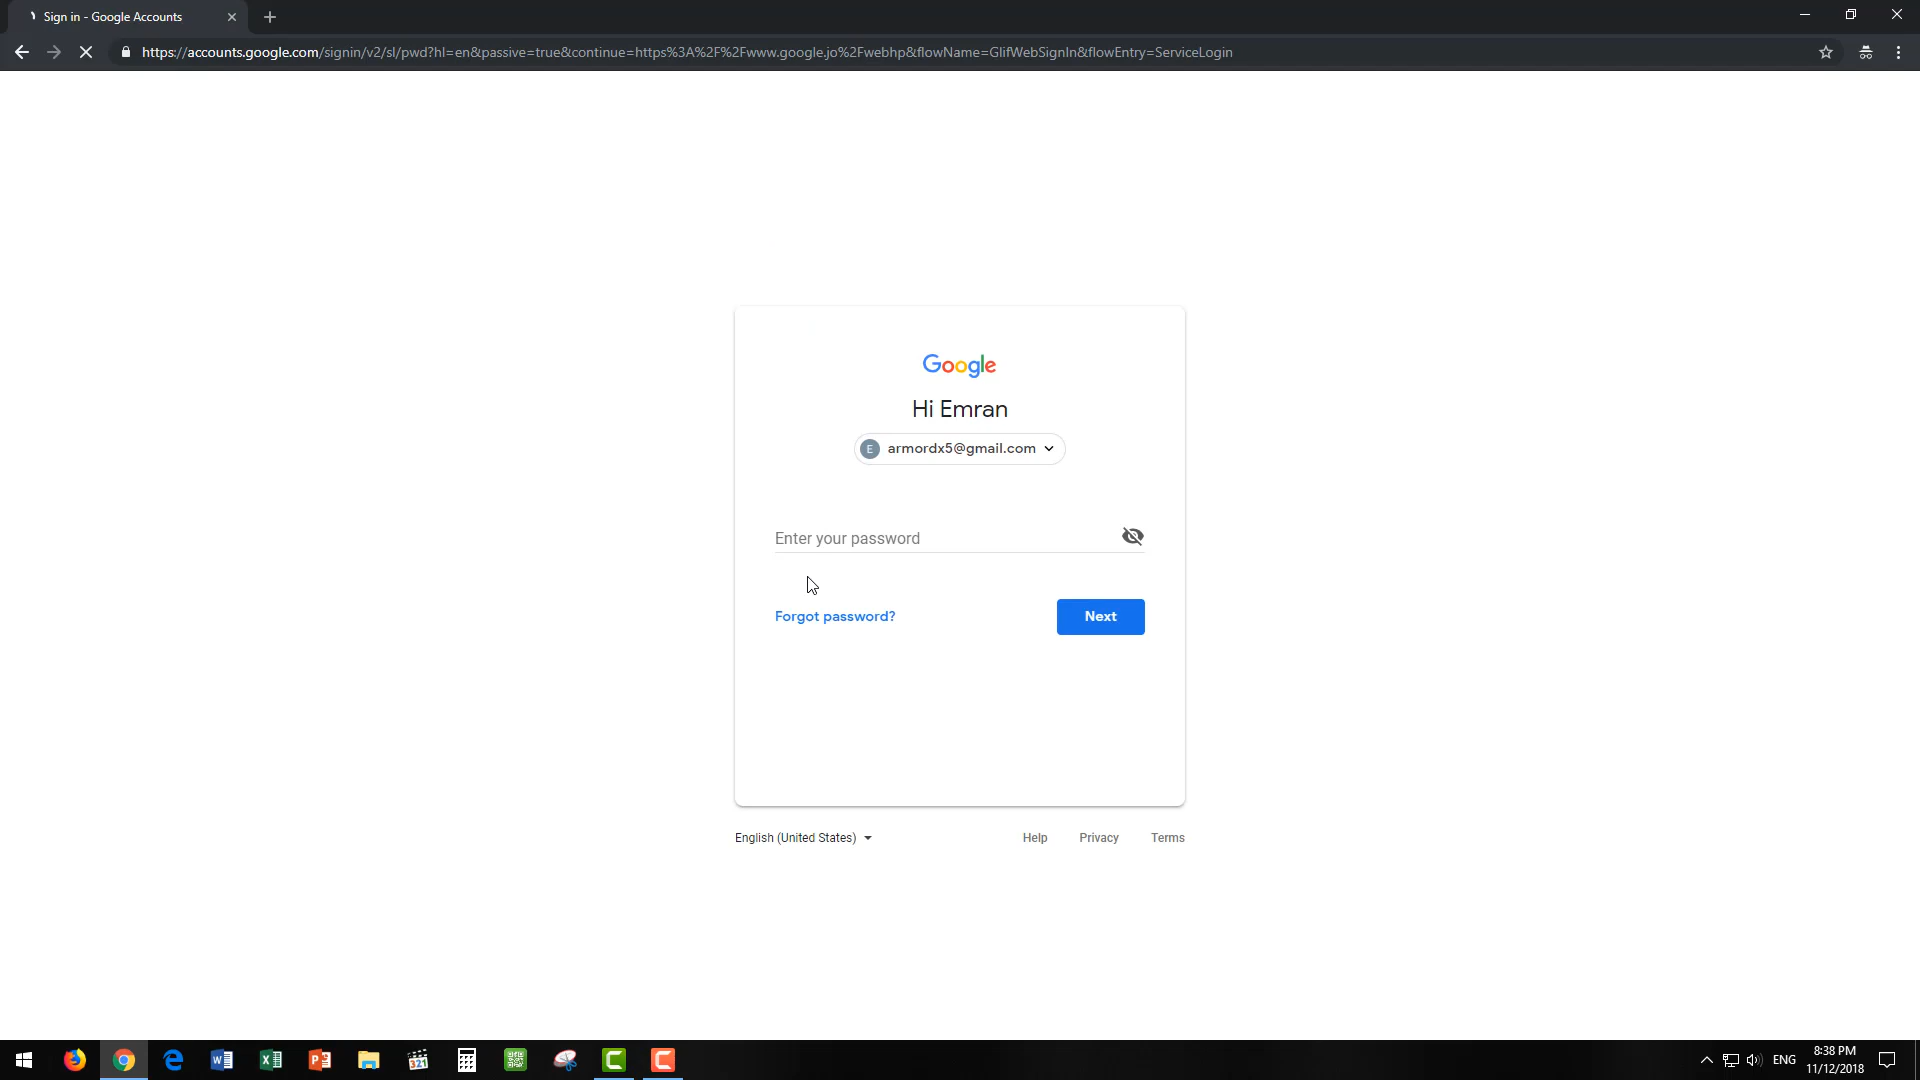 Sign in - Google Accounts
https://accounts.google.com/signin/v2/sl/pwd?hl=en&passive=true&continue=https%3A%2F%2Fwww.google.jo%2Fwebhp&flowName=GlifWebSignIn&flowEntry=ServiceLogin
Google
Hi Emran
E armordx5@gmail.com
Enter your password
Forgot password?
Next
English (United States)
Help Privacy Terms
321
ENG
8:38 PM
11/12/2018